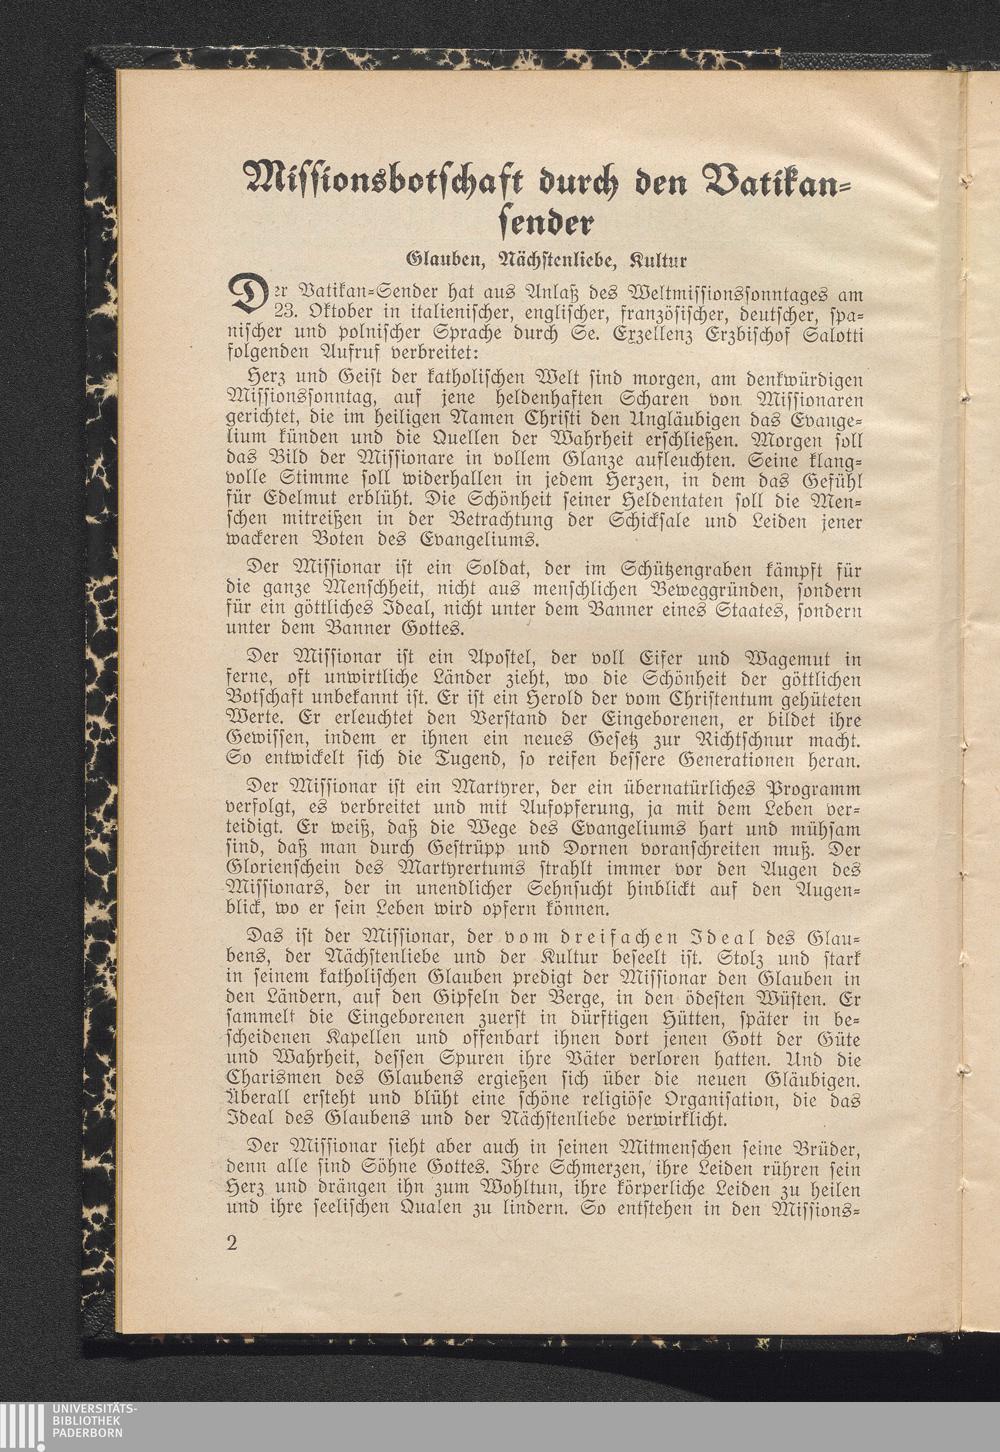 Missionsbotschaft durch den Vatikan-
sender
Glauben, Nächstenliebe, Kultur
Der Vatikan-Sender hat aus Anlaß des Weltmissionssonntages am
23. Oktober in italienischer, englischer, französischer, deutscher, spa-
nischer und polnischer Sprache durch Se. Exzellenz Erzbischof Salotti
folgenden Aufruf verbreitet:
Herz und Geist der katholischen Welt sind morgen, am denkwürdigen
Missionssonntag, auf jene heldenhaften Scharen von Missionaren
gerichtet, die im heiligen Namen Christi den Ungläubigen das Evange-
lium künden und die Quellen der Wahrheit erschließen. Morgen soll
das Bild der Missionare in vollem Glanze aufleuchten. Seine klang-
volle Stimme soll widerhallen in jedem Herzen, in dem das Gefühl
für Edelmut erblüht. Die Schönheit seiner Heldentaten soll die Men-
schen mitreißen in der Betrachtung der Schicksale und Leiden jener
wackeren Boten des Evangeliums.
Der Missionar ist ein Soldat, der im Schützengraben kämpft für
die ganze Menschheit, nicht aus menschlichen Beweggründen, sondern
für ein göttliches Ideal, nicht unter dem Banner eines Staates, sondern
unter dem Banner Gottes.
Der Missionar ist ein Apostel, der voll Eifer und Wagemut in
ferne, oft unwirtliche Länder zieht, wo die Schönheit der göttlichen
Botschaft unbekannt ist. Er ist ein Herold der vom Christentum gehüteten
Werte. Er erleuchtet den Verstand der Eingeborenen, er bildet ihre
Gewissen, indem er ihnen ein neues Gesetz zur Richtschnur macht.
So entwickelt sich die Tugend, so reifen bessere Generationen heran.
Der Missionar ist ein Martyrer, der ein übernatürliches Programm
verfolgt, es verbreitet und mit Aufopferung, ja mit dem Leben ver-
teidigt. Er weiß, daß die Wege des Evangeliums hart und mühsam
sind, daß man durch Gestrüpp und Dornen voranschreiten muß. Der
Glorienschein des Martyrertums strahlt immer vor den Augen des
Missionars, der in unendlicher Sehnsucht hinblickt auf den Augen-
blick, wo er sein Leben wird opfern können.
Das ist der Missionar, der vom dreifachen Ideal des Glau-
bens, der Nächstenliebe und der Kultur beseelt ist. Stolz und stark
in seinem katholischen Glauben predigt der Missionar den Glauben in
den Ländern, auf den Gipfeln der Berge, in den ödesten Wüsten. Er
sammelt die Eingeborenen zuerst in dürftigen Hütten, später in be-
scheidenen Kapellen und offenbart ihnen dort jenen Gott der Güte
und Wahrheit, dessen Spuren ihre Väter verloren hatten. Und die
Charismen des Glaubens ergießen sich über die neuen Gläubigen.
Überall ersteht und blüht eine schöne religiöse Organisation, die das
Ideal des Glaubens und der Nächstenliebe verwirklicht.
Der Missionar sieht aber auch in seinen Mitmenschen seine Brüder,
denn alle sind Söhne Gottes. Ihre Schmerzen, ihre Leiden rühren sein
Herz und drängen ihn zum Wohltun, ihre körperliche Leiden zu heilen
und ihre seelischen Qualen zu lindern. So entstehen in den Missions-
2
UNIVERSITÄTS-
BIBLIOTHEK
PADERBORN